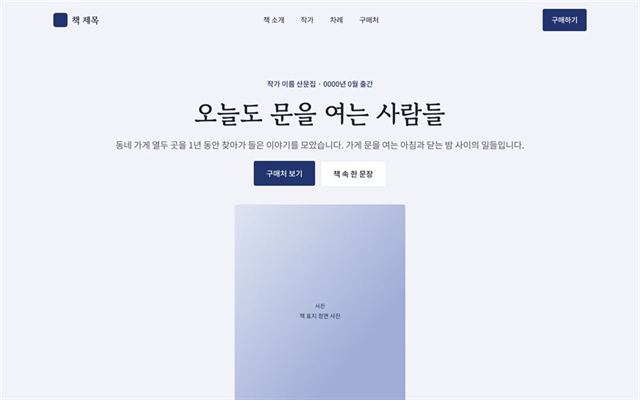 책 제목
책 소개 작가 차례 구매처
구매하기
작가 이름 산문집 · 0000년 0월 출간
오늘도 문을 여는 사람들
동네 가게 열두 곳을 1년 동안 찾아가 들은 이야기를 모았습니다. 가게 문을 여는 아침과 닫는 밤 사이의 일들입니다.
구매처 보기 책 속 한 문장
사진
책 표지 정면 사진